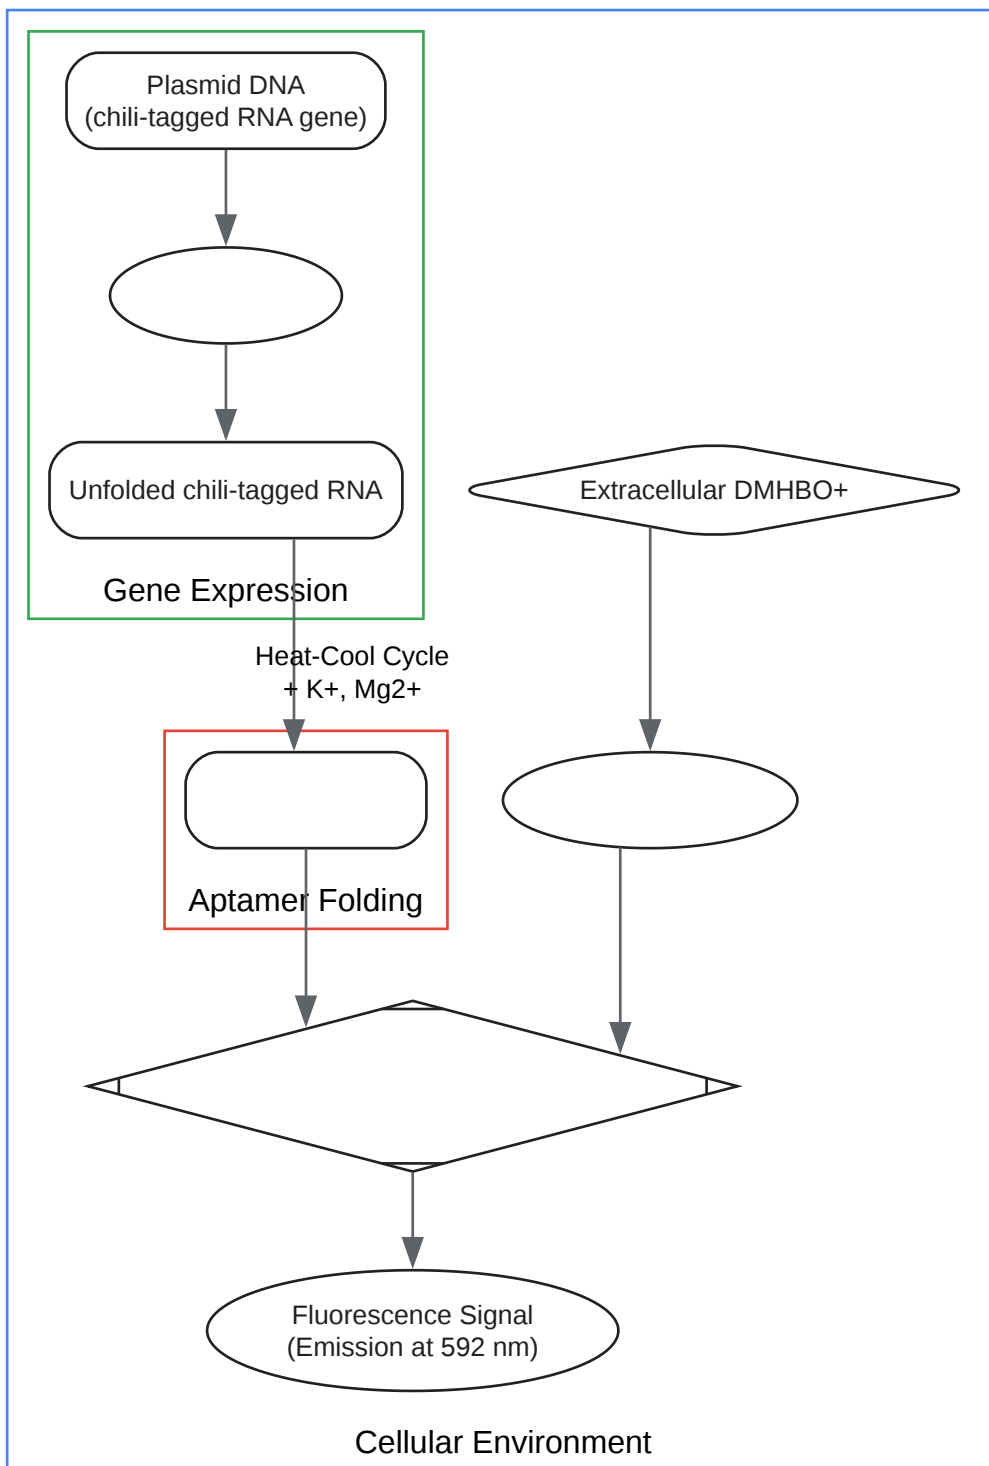 Plasmid DNA
(chili-tagged RNA gene)
Unfolded chili-tagged RNA
Extracellular DMHBO+
Gene Expression
Heat-Cool Cycle
+ K+, Mg2+
Aptamer Folding
Fluorescence Signal
(Emission at 592 nm)
Cellular Environment